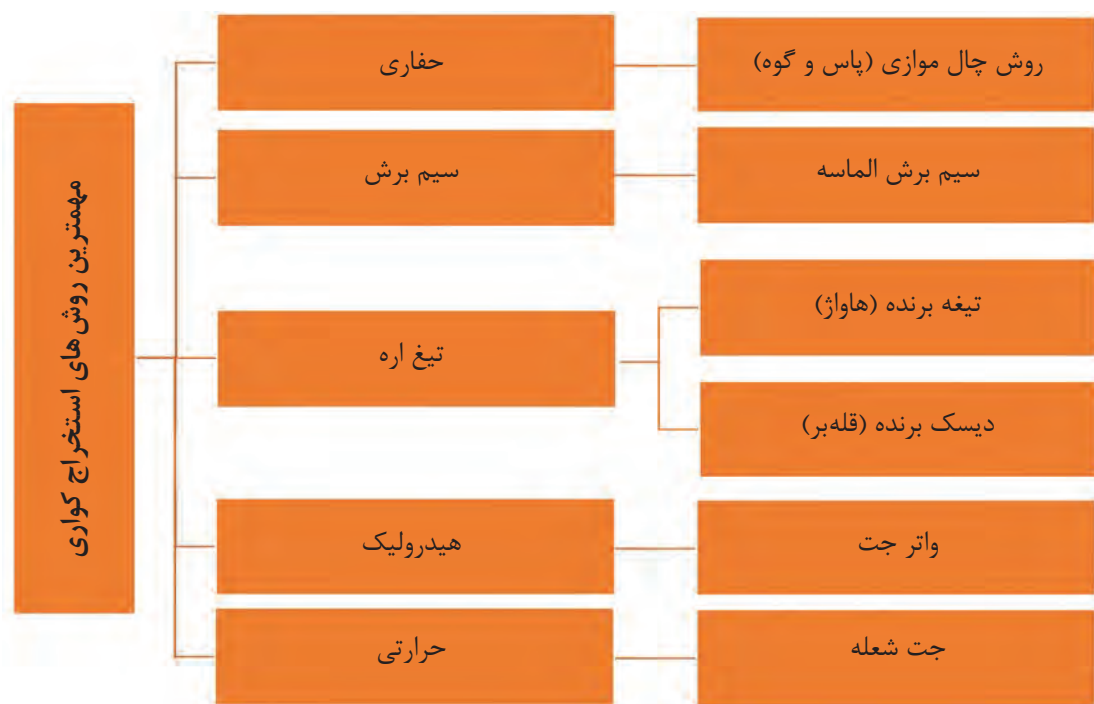 مهمترین روش‌های استخراج کواری
حفاری
روش چال موازی (پاس و گوه)
سیم برش
سیم برش الماسه
تیغ اره
تیغه برنده (هاواژ)
دیسک برنده (قله‌بر)
هیدرولیک
واتر جت
حرارتی
جت شعله